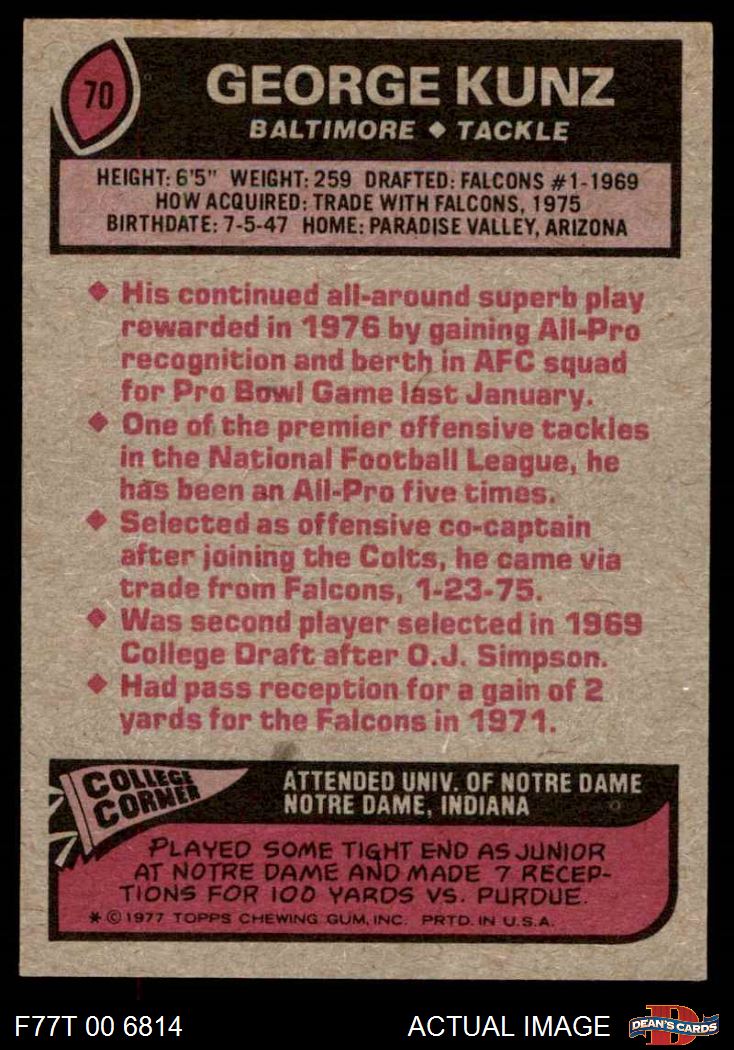 70
GEORGE KUNZ
BALTIMORE ♦ TACKLE
HEIGHT: 6'5" WEIGHT: 259 DRAFTED: FALCONS #1-1969
HOW ACQUIRED: TRADE WITH FALCONS, 1975
BIRTHDATE: 7-5-47 HOME: PARADISE VALLEY, ARIZONA
♦ His continued all-around superb play
rewarded in 1976 by gaining All-Pro
recognition and berth in AFC squad
for Pro Bowl Game last January.
♦ One of the premier offensive tackles
in the National Football League, he
has been an All-Pro five times.
♦ Selected as offensive co-captain
after joining the Colts, he came via
trade from Falcons, 1-23-75.
♦ Was second player selected in 1969
College Draft after O.J. Simpson.
♦ Had pass reception for a gain of 2
yards for the Falcons in 1971.
COLLEGE
CORNER
ATTENDED UNIV. OF NOTRE DAME
NOTRE DAME, INDIANA
PLAYED SOME TIGHT END AS JUNIOR
AT NOTRE DAME AND MADE 7 RECEP-
TIONS FOR 100 YARDS VS. PURDUE.
* © 1977 TOPPS CHEWING GUM, INC. PRTD. IN U.S.A.
F77T 00 6814
ACTUAL IMAGE
D
DEAN'S CARDS